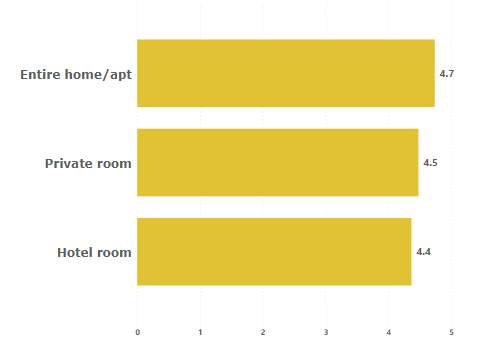 Entire home/apt 4.7
Private room 4.5
Hotel room 4.4
0 1 2 3 4 5